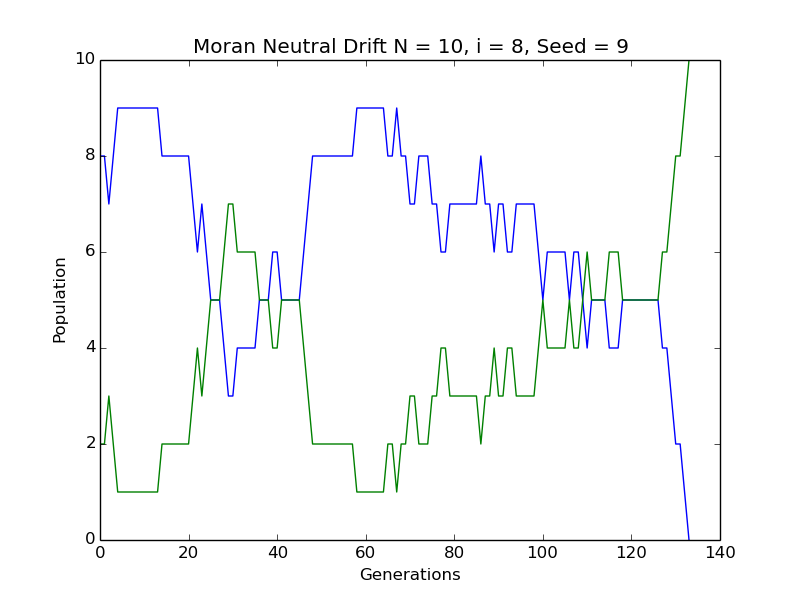 Moran Neutral Drift N = 10, i = 8, Seed = 9
10
8
6
4
2
0
Population
0 20 40 60 80 100 120 140
Generations